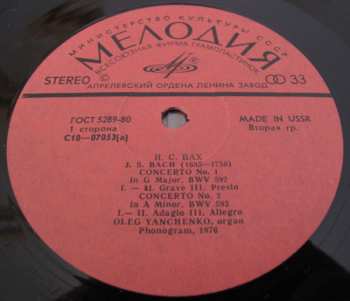 МИНИСТЕРСТВО КУЛЬТУРЫ СССР
МЕЛОДИЯ
ВСЕСОЮЗНАЯ ФИРМА ГРАМПЛАСТИНОК
STEREO
33
АПРЕЛЕВСКИЙ ОРДЕНА ЛЕНИНА ЗАВОД
ГОСТ 5289-80
MADE IN USSR
1 сторона
Вторая гр.
С10—07053(a)
И. С. БАХ
J. S. BACH (1685—1750)
CONCERTO No. 1
In G Major, BWV 592
I. — II. Grave III. Presto
CONCERTO No. 2
In A Minor, BWV 593
I.— II. Adagio III. Allegro
OLEG YANCHENKO, organ
Phonogram, 1976